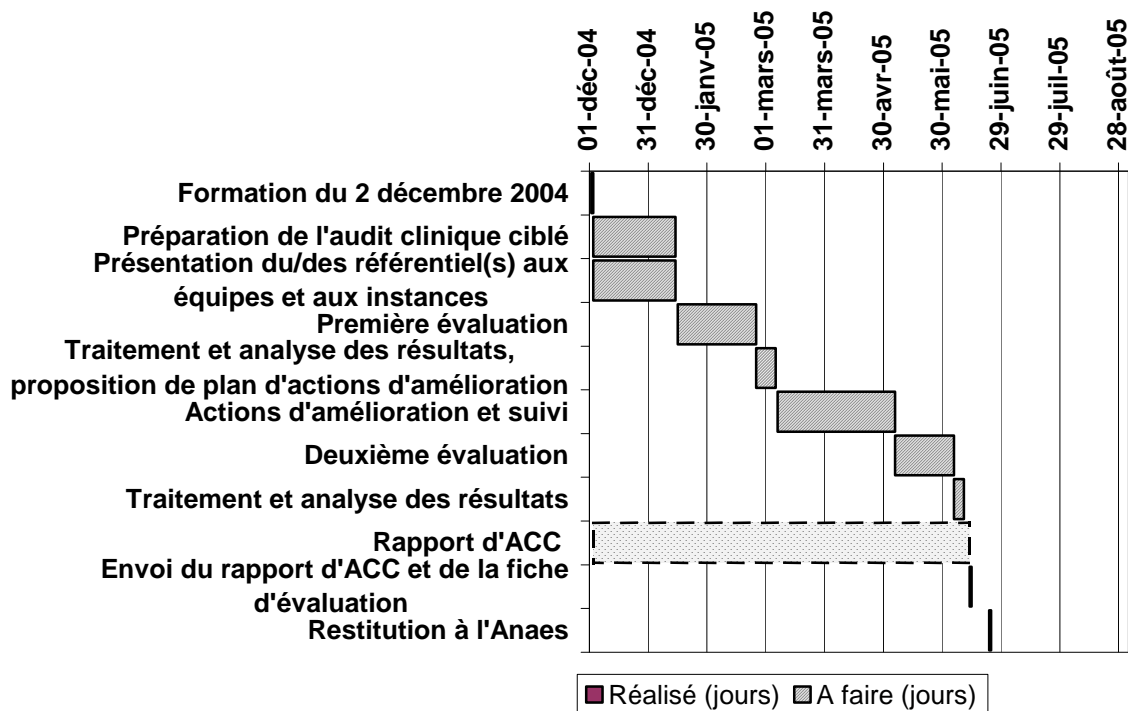 01-déc-04
31-déc-04
30-janv-05
01-mars-05
31-mars-05
30-avr-05
30-mai-05
29-juin-05
29-juil-05
28-août-05
Formation du 2 décembre 2004
Préparation de l'audit clinique ciblé
Présentation du/des référentiel(s) aux
équipes et aux instances
Première évaluation
Traitement et analyse des résultats,
proposition de plan d'actions d'amélioration
Actions d'amélioration et suivi
Deuxième évaluation
Traitement et analyse des résultats
Rapport d'ACC
Envoi du rapport d'ACC et de la fiche
d'évaluation
Restitution à l'Anaes
Réalisé (jours)
A faire (jours)